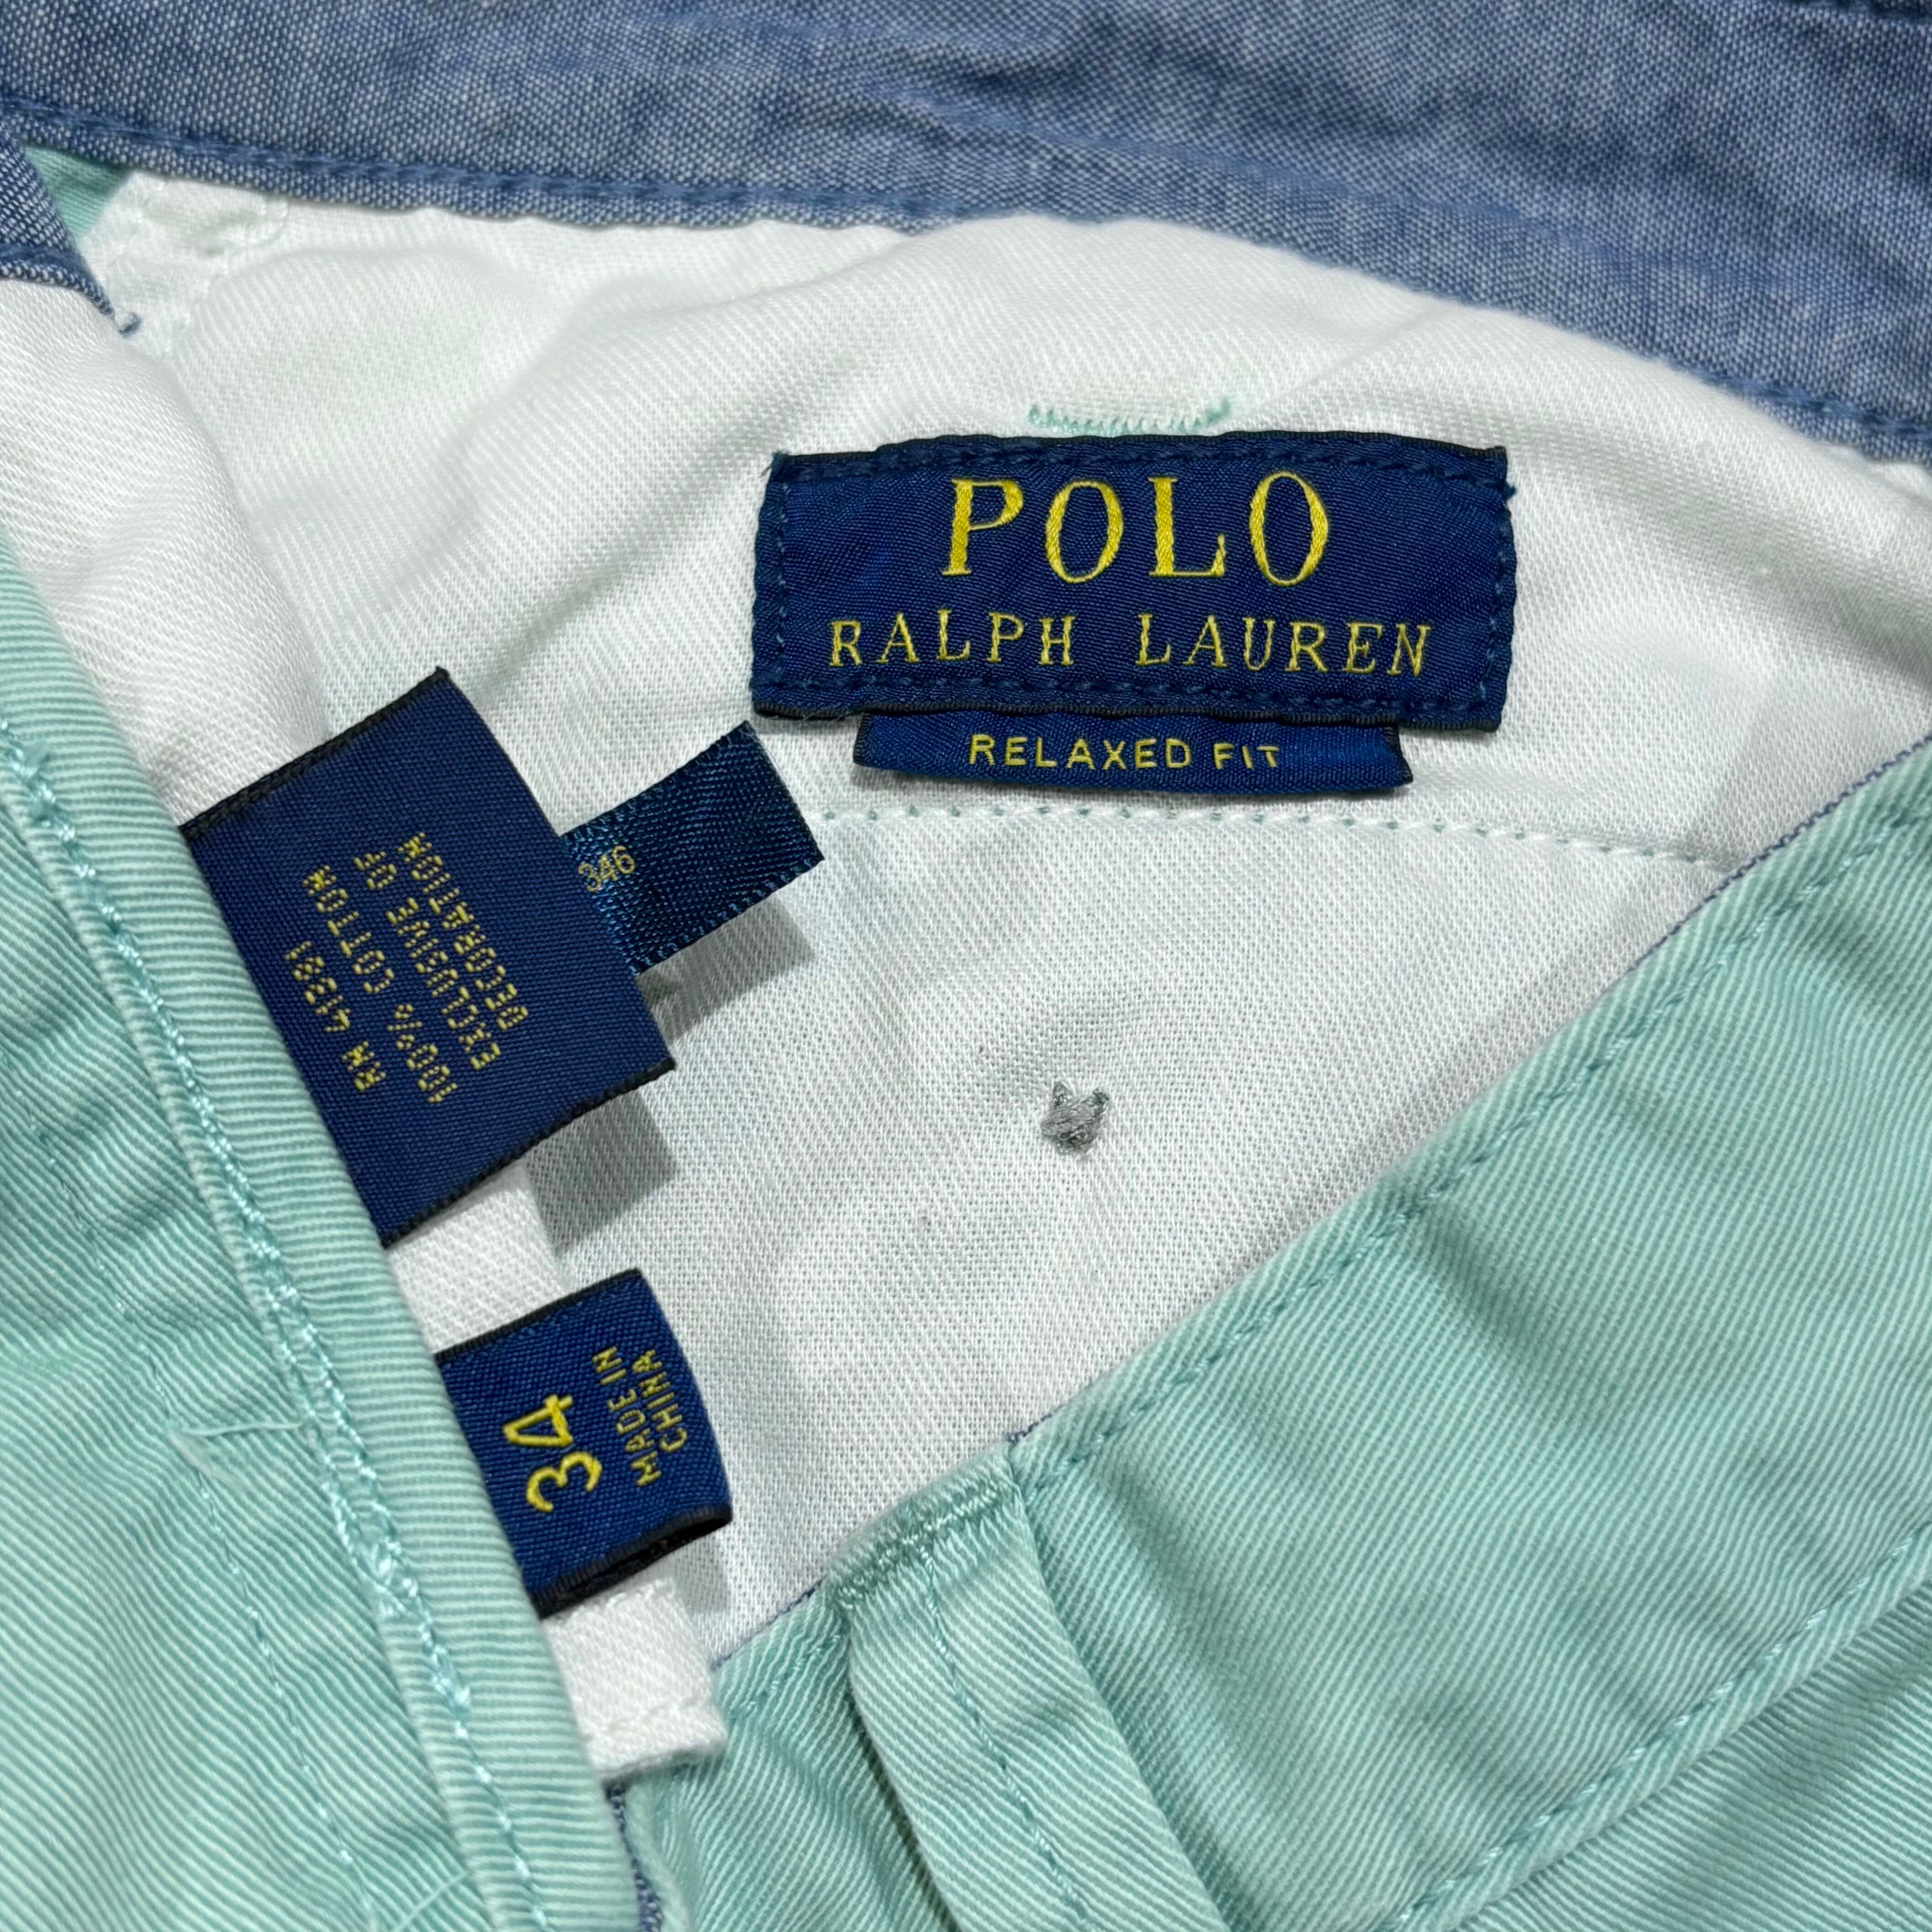 POLO
RALPH LAUREN
RELAXED FIT
346
RN 41381
100% COTTON
EXCLUSIVE OF
DECORATION
34
MADE IN
CHINA